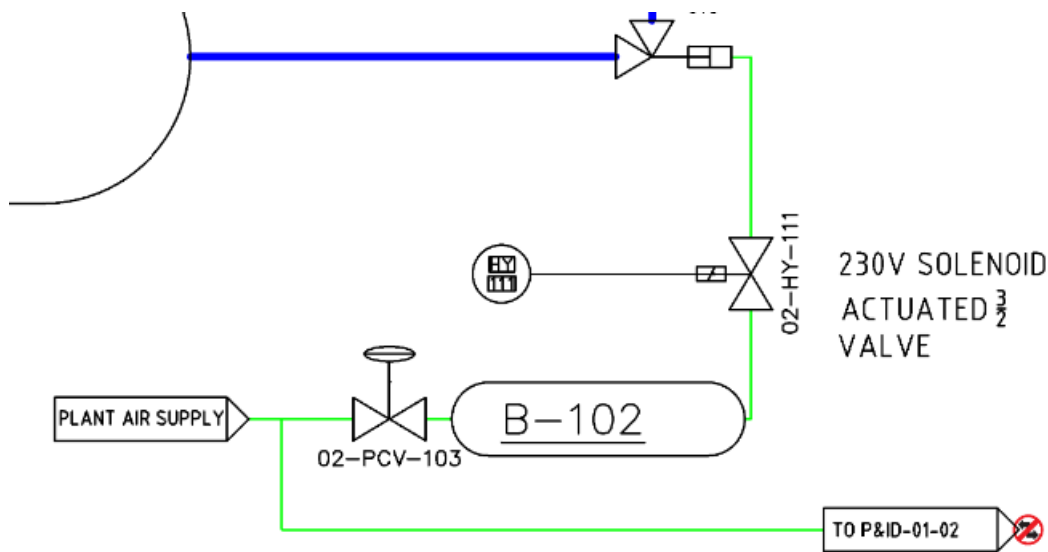 HY
111
02-HY-111
230V SOLENOID
ACTUATED 3/2
VALVE
PLANT AIR SUPPLY
B-102
02-PCV-103
TO P&ID-01-02